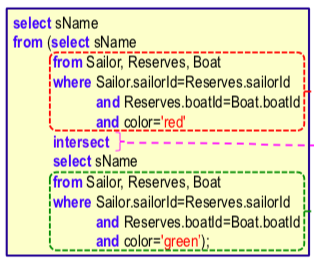 select sName
from (select sName
from Sailor, Reserves, Boat
where Sailor.sailorId=Reserves.sailorId
and Reserves.boatId=Boat.boatId
and color='red'
intersect
select sName
from Sailor, Reserves, Boat
where Sailor.sailorId=Reserves.sailorId
and Reserves.boatId=Boat.boatId
and color='green');